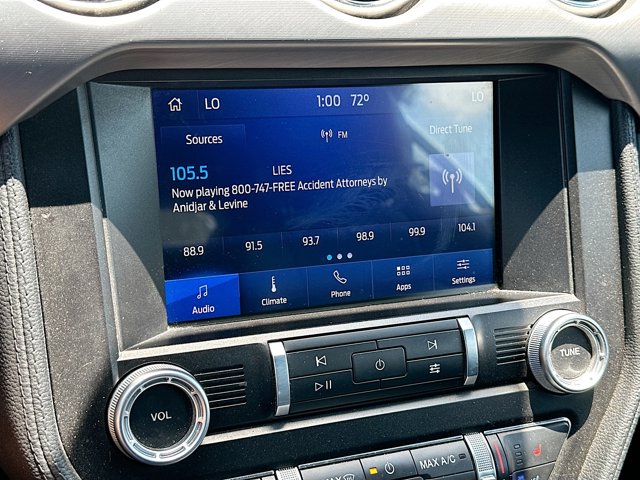 LO 1:00 72° LO
Sources FM Direct Tune
105.5 LIES
Now playing 800-747-FREE Accident Attorneys by
Anidjar & Levine
88.9 91.5 93.7 98.9 99.9 104.1
Audio Climate Phone Apps Settings
VOL
TUNE
MAX
MAX A/C